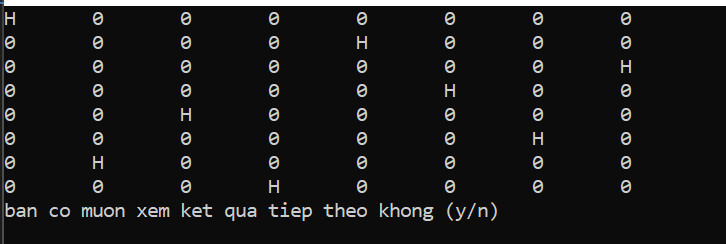 H 0 0 0 0 0 0 0
0 0 0 0 H 0 0 0
0 0 0 0 0 0 0 H
0 0 0 0 0 H 0 0
0 0 H 0 0 0 0 0
0 0 0 0 0 0 H 0
0 H 0 0 0 0 0 0
0 0 0 H 0 0 0 0
ban co muon xem ket qua tiep theo khong (y/n)